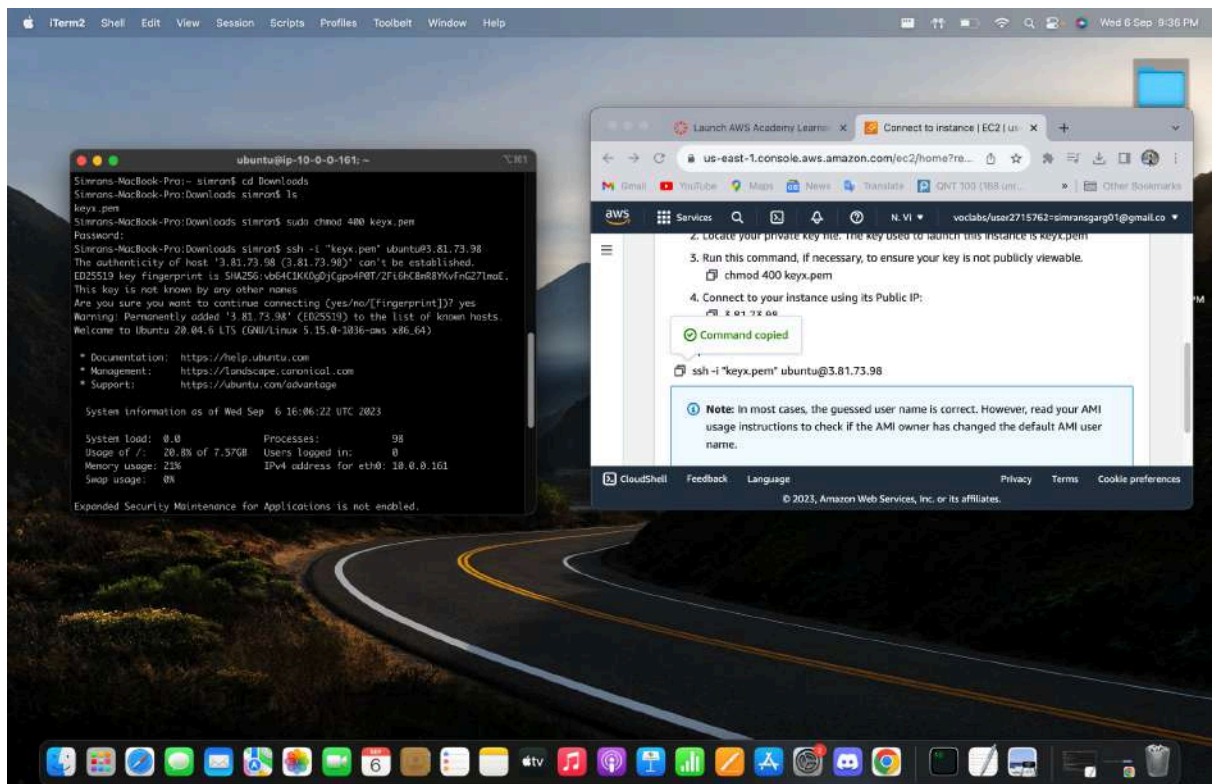 iTerm2 Shell Edit View Session Scripts Profiles Toolbelt Window Help
Wed 6 Sep 9:36 PM
ubuntu@ip-10-0-0-161: ~
⌥⌘1
Simrans-MacBook-Pro:~ simran$ cd Downloads
Simrans-MacBook-Pro:Downloads simran$ ls
keyx.pem
Simrans-MacBook-Pro:Downloads simran$ sudo chmod 400 keyx.pem
Password:
Simrans-MacBook-Pro:Downloads simran$ ssh -i "keyx.pem" ubuntu@3.81.73.98
The authenticity of host '3.81.73.98 (3.81.73.98)' can't be established.
ED25519 key fingerprint is
This key is not known by any other names
Are you sure you want to continue connecting (yes/no/[fingerprint])? yes
Warning: Permanently added '3.81.73.98' (ED25519) to the list of known hosts.
Welcome to Ubuntu 20.04.6 LTS (GNU/Linux 5.15.0-1036-aws x86_64)
* Documentation: https://help.ubuntu.com
* Management: https://landscape.canonical.com
* Support: https://ubuntu.com/advantage
System information as of Wed Sep 6 16:06:22 UTC 2023
System load: 0.0 Processes: 98
Usage of /: 20.8% of 7.57GB Users logged in: 0
Memory usage: 21% IPv4 address for eth0: 10.0.0.161
Swap usage: 0%
Expanded Security Maintenance for Applications is not enabled.
Launch AWS Academy Learne
Connect to instance | EC2 | us-
us-east-1.console.aws.amazon.com/ec2/home?re...
Gmail YouTube Maps News Translate QNT 100 (188 uni... » Other Bookmarks
aws Services N. Vi voclabs/user2715762=simransgarg01@gmail.co
2. Locate your private key file. The key used to launch this instance is keyx.pem
3. Run this command, if necessary, to ensure your key is not publicly viewable.
chmod 400 keyx.pem
4. Connect to your instance using its Public IP:
3.81.73.98
Command copied
ssh -i "keyx.pem" ubuntu@3.81.73.98
Note: In most cases, the guessed user name is correct. However, read your AMI
usage instructions to check if the AMI owner has changed the default AMI user
name.
CloudShell Feedback Language Privacy Terms Cookie preferences
© 2023, Amazon Web Services, Inc. or its affiliates.
PM
SEP
6
tv